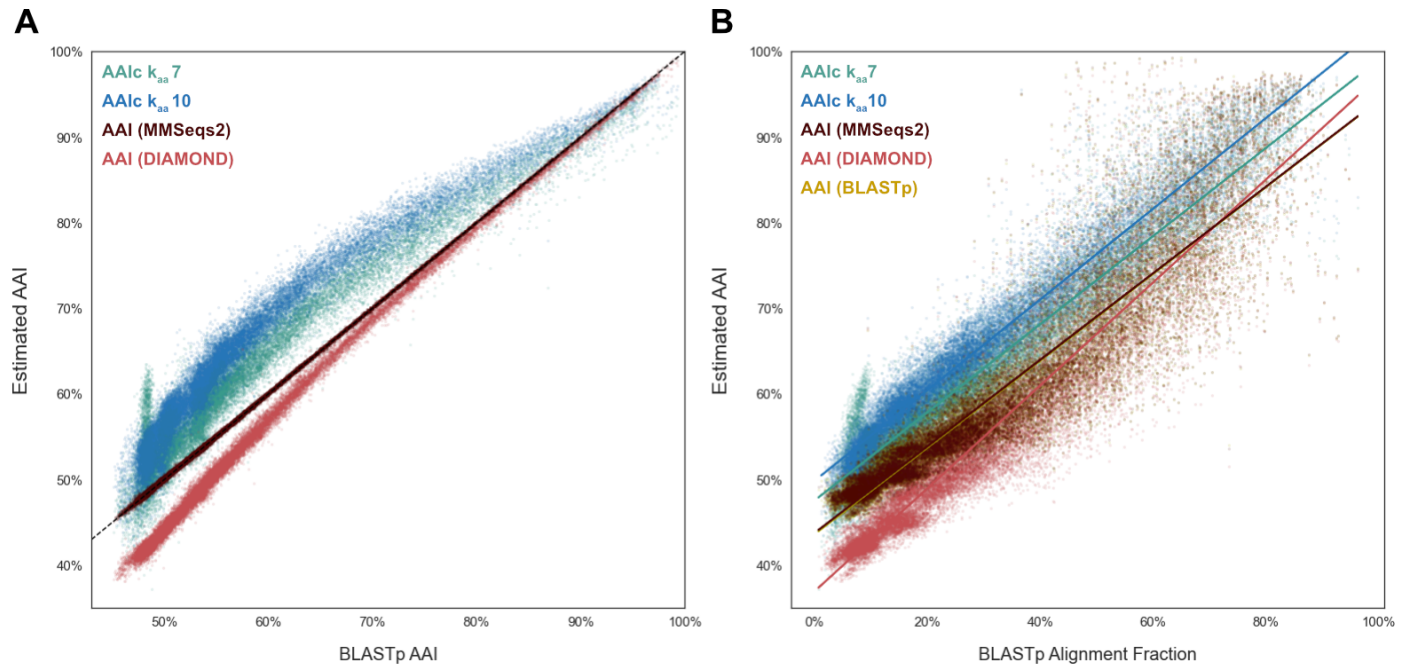 A
100%
90%
80%
70%
60%
50%
40%
Estimated AAI
AAIc kaa7
AAIc kaa10
AAI (MMSeqs2)
AAI (DIAMOND)
50%
60%
70%
80%
90%
100%
BLASTp AAI
B
100%
90%
80%
70%
60%
50%
40%
Estimated AAI
AAIc kaa7
AAIc kaa10
AAI (MMSeqs2)
AAI (DIAMOND)
AAI (BLASTp)
0%
20%
40%
60%
80%
100%
BLASTp Alignment Fraction